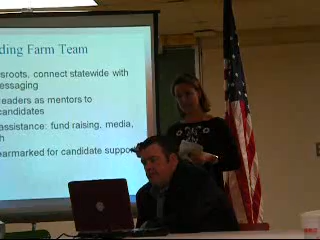 ding Farm Team
sroots, connect statewide with
essaging
eaders as mentors to
candidates
assistance: fund raising, media,
h
earmarked for candidate suppo